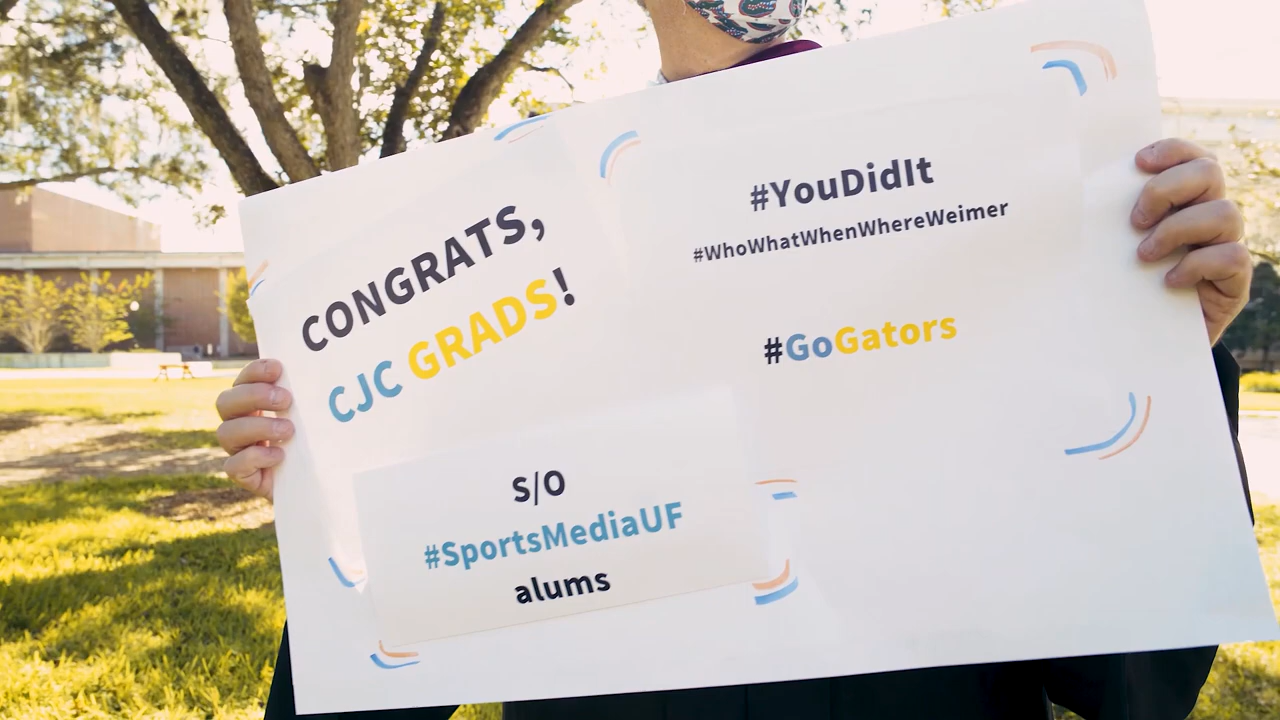 CONGRATS,
CJC GRADS!
S/O
#SportsMediaUF
alums
#YouDidIt
#WhoWhatWhenWhereWeimer
#GoGators